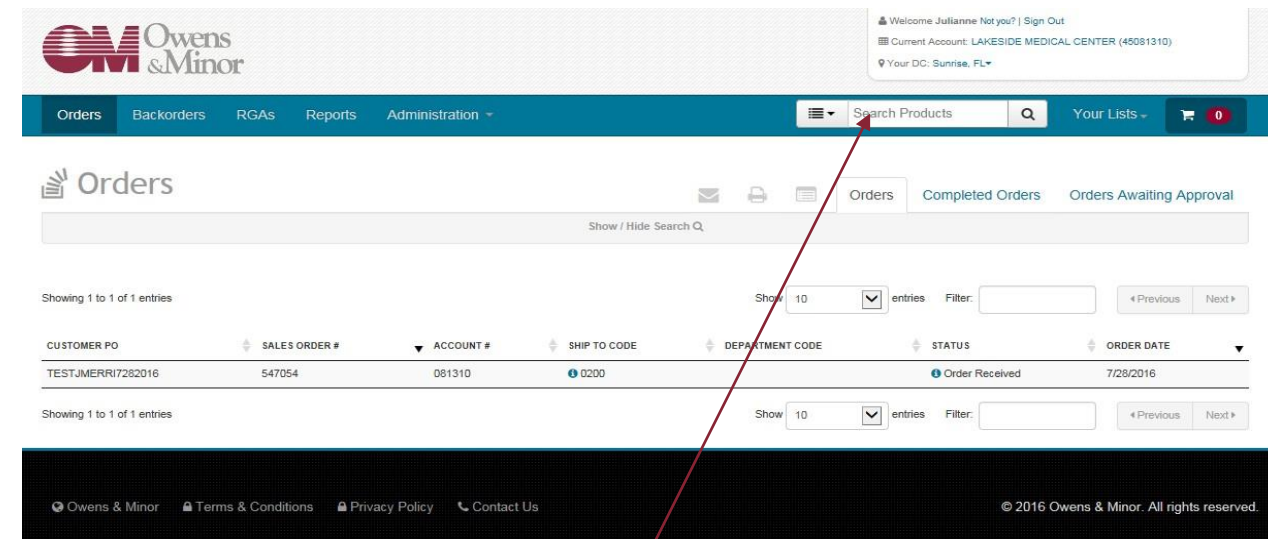 OM Owens
&Minor
Welcome Julianne Not you? | Sign Out
Current Account: LAKESIDE MEDICAL CENTER (45081310)
Your DC: Sunrise, FL
Orders Backorders RGAs Reports Administration Search Products Your Lists 0
Orders
Orders Completed Orders Orders Awaiting Approval
Show / Hide Search
Showing 1 to 1 of 1 entries Show 10 entries Filter: Previous Next
CUSTOMER PO SALES ORDER # ACCOUNT # SHIP TO CODE DEPARTMENT CODE STATUS ORDER DATE
TESTJMERRI7282016 547054 081310 0200 Order Received 7/28/2016
Showing 1 to 1 of 1 entries Show 10 entries Filter: Previous Next
Owens & Minor Terms & Conditions Privacy Policy Contact Us © 2016 Owens & Minor. All rights reserved.